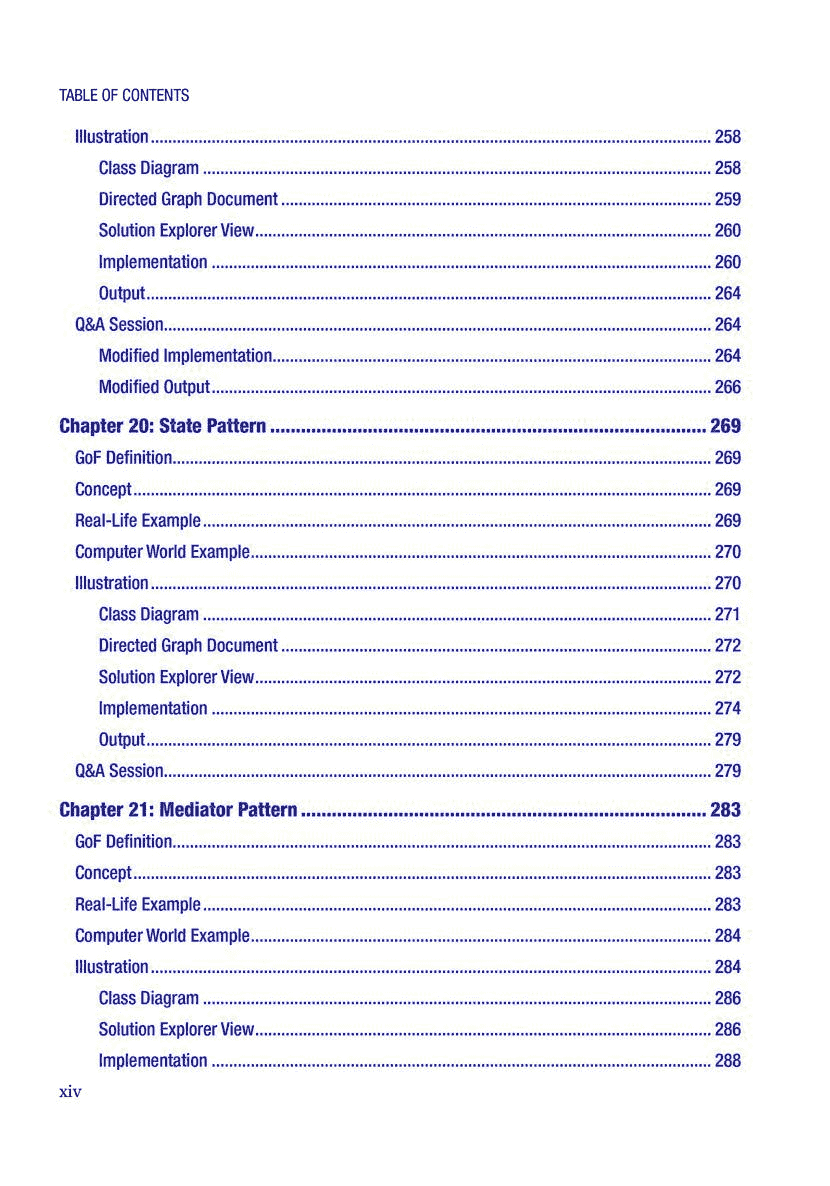 TABLE OF CONTENTS
Illustration ........ 258
Class Diagram ........ 258
Directed Graph Document ........ 259
Solution Explorer View ........ 260
Implementation ........ 260
Output ........ 264
Q&A Session ........ 264
Modified Implementation ........ 264
Modified Output ........ 266
Chapter 20: State Pattern ........ 269
GoF Definition ........ 269
Concept ........ 269
Real-Life Example ........ 269
Computer World Example ........ 270
Illustration ........ 270
Class Diagram ........ 271
Directed Graph Document ........ 272
Solution Explorer View ........ 272
Implementation ........ 274
Output ........ 279
Q&A Session ........ 279
Chapter 21: Mediator Pattern ........ 283
GoF Definition ........ 283
Concept ........ 283
Real-Life Example ........ 283
Computer World Example ........ 284
Illustration ........ 284
Class Diagram ........ 286
Solution Explorer View ........ 286
Implementation ........ 288
xiv